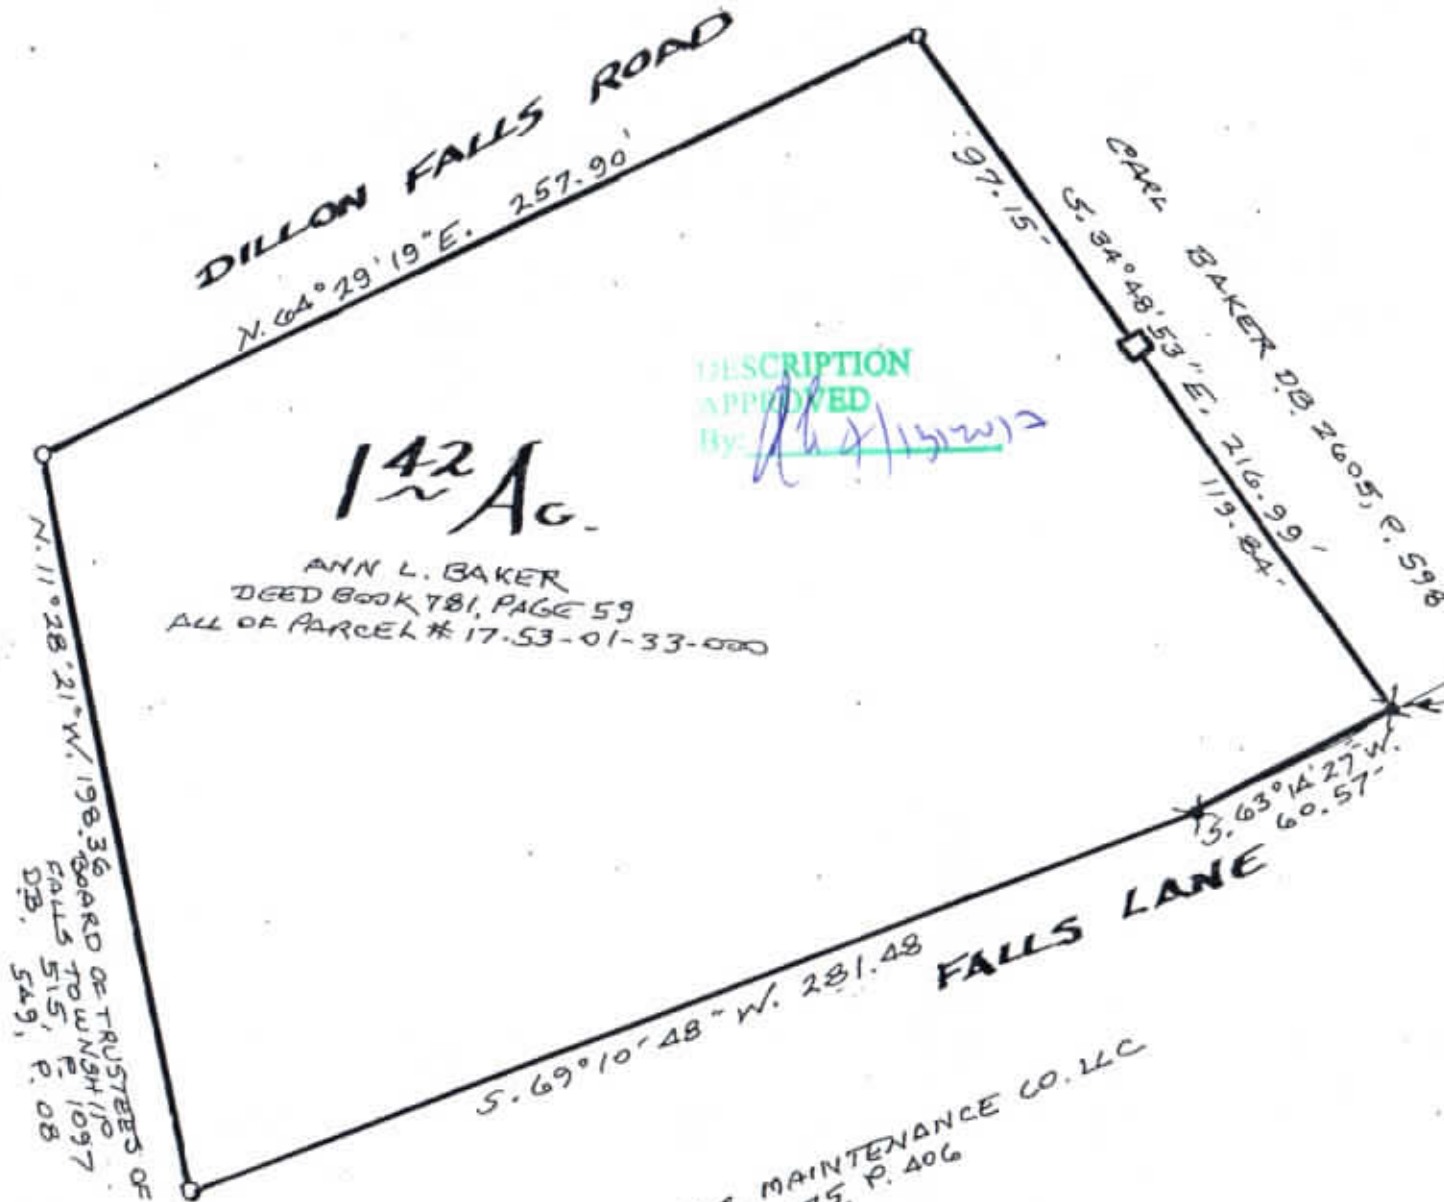 DILLON FALLS ROAD
N. 64° 29' 19" E. 257.90'
97.15'
S. 34° 48' 53" E. 216.99'
119.84'
CARL BAKER D.B. 2605, P. 598
DESCRIPTION
APPROVED
By:
1 42 Ac.
ANN L. BAKER
DEED BOOK 781, PAGE 59
ALL OF PARCEL # 17-53-01-33-000
N. 11° 28' 21" W. 198.36
BOARD OF TRUSTEES OF
FALLS TOWNSHIP
515, P. 1097
D.B. 549, P. 08
S. 63° 14' 27" W.
60.57'
S. 69° 10' 48" W. 281.48
FALLS LANE
MAINTENANCE CO. LLC
P. 406